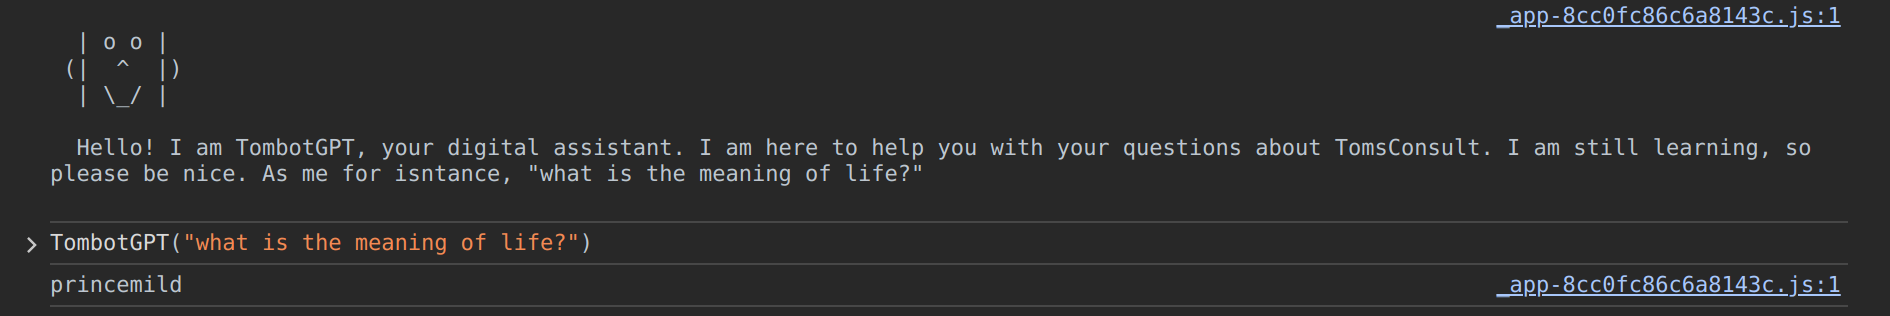 _app-8cc0fc86c6a8143c.js:1
| o o |
(|  ^  |)
| \_/ |
Hello! I am TombotGPT, your digital assistant. I am here to help you with your questions about TomsConsult. I am still learning, so
please be nice. As me for isntance, "what is the meaning of life?"
> TombotGPT("what is the meaning of life?")
princemild _app-8cc0fc86c6a8143c.js:1